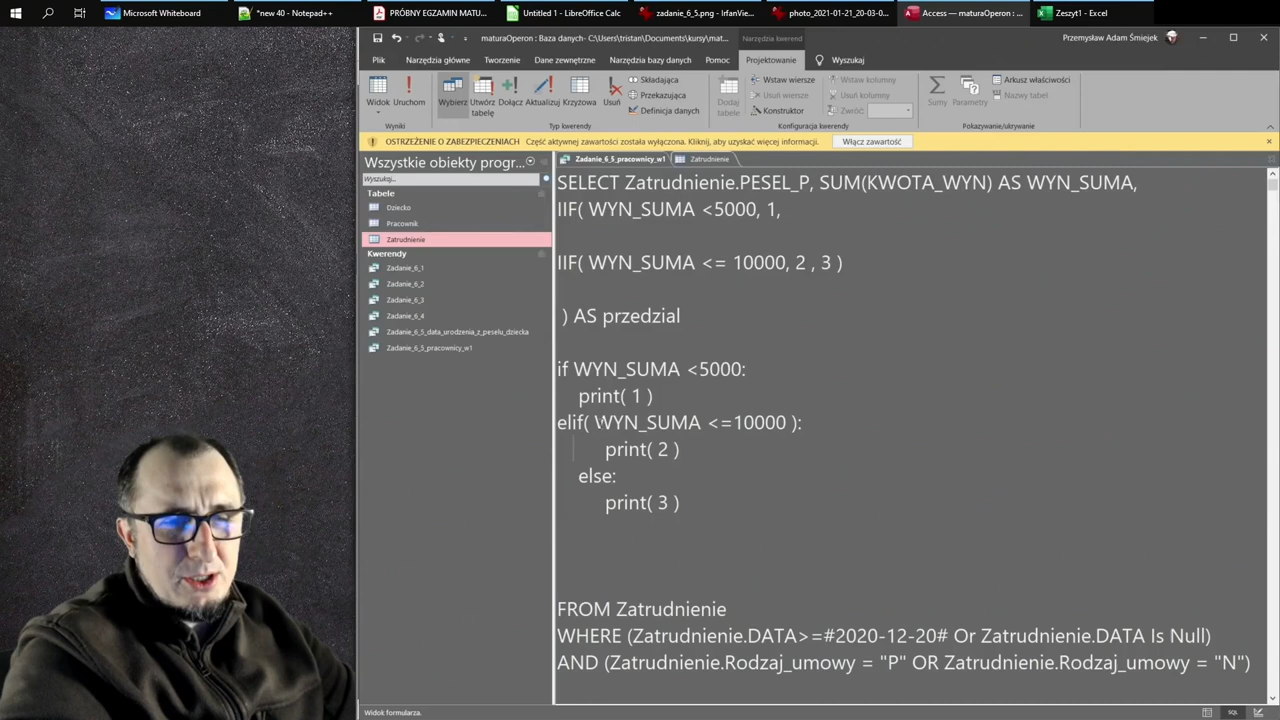 Microsoft Whiteboard
*new 40 - Notepad++
PRÓBNY EGZAMIN MATU...
Untitled 1 - LibreOffice Calc
zadanie_6_5.png - IrfanVie...
photo_2021-01-21_20-03-0...
Access — maturaOperon : ...
Zeszyt1 - Excel
maturaOperon : Baza danych- C:\Users\tristan\Documents\kursy\mat...
Narzędzia kwerend
Przemysław Adam Śmiejek
Plik
Narzędzia główne
Tworzenie
Dane zewnętrzne
Narzędzia bazy danych
Pomoc
Projektowanie
Wyszukaj
Widok
Uruchom
Wybierz
Utwórz tabelę
Dołącz
Aktualizuj
Krzyżowa
Usuń
Składająca
Przekazująca
Definicja danych
Dodaj tabele
Wstaw wiersze
Usuń wiersze
Konstruktor
Wstaw kolumny
Usuń kolumny
Zwróć:
Sumy
Parametry
Arkusz właściwości
Nazwy tabel
Wyniki
Typ kwerendy
Konfiguracja kwerendy
Pokazywanie/ukrywanie
OSTRZEŻENIE O ZABEZPIECZENIACH
Część aktywnej zawartości została wyłączona. Kliknij, aby uzyskać więcej informacji.
Włącz zawartość
Wszystkie obiekty progr...
Wyszukaj...
Tabele
Dziecko
Pracownik
Zatrudnienie
Kwerendy
Zadanie_6_1
Zadanie_6_2
Zadanie_6_3
Zadanie_6_4
Zadanie_6_5_data_urodzenia_z_peselu_dziecka
Zadanie_6_5_pracownicy_w1
Zadanie_6_5_pracownicy_w1
Zatrudnienie
SELECT Zatrudnienie.PESEL_P, SUM(KWOTA_WYN) AS WYN_SUMA,
IIF( WYN_SUMA <5000, 1,
IIF( WYN_SUMA <= 10000, 2 , 3 )
) AS przedzial
if WYN_SUMA <5000:
print( 1 )
elif( WYN_SUMA <=10000 ):
print( 2 )
else:
print( 3 )
FROM Zatrudnienie
WHERE (Zatrudnienie.DATA>=#2020-12-20# Or Zatrudnienie.DATA Is Null)
AND (Zatrudnienie.Rodzaj_umowy = "P" OR Zatrudnienie.Rodzaj_umowy = "N")
Widok formularza.
SQL